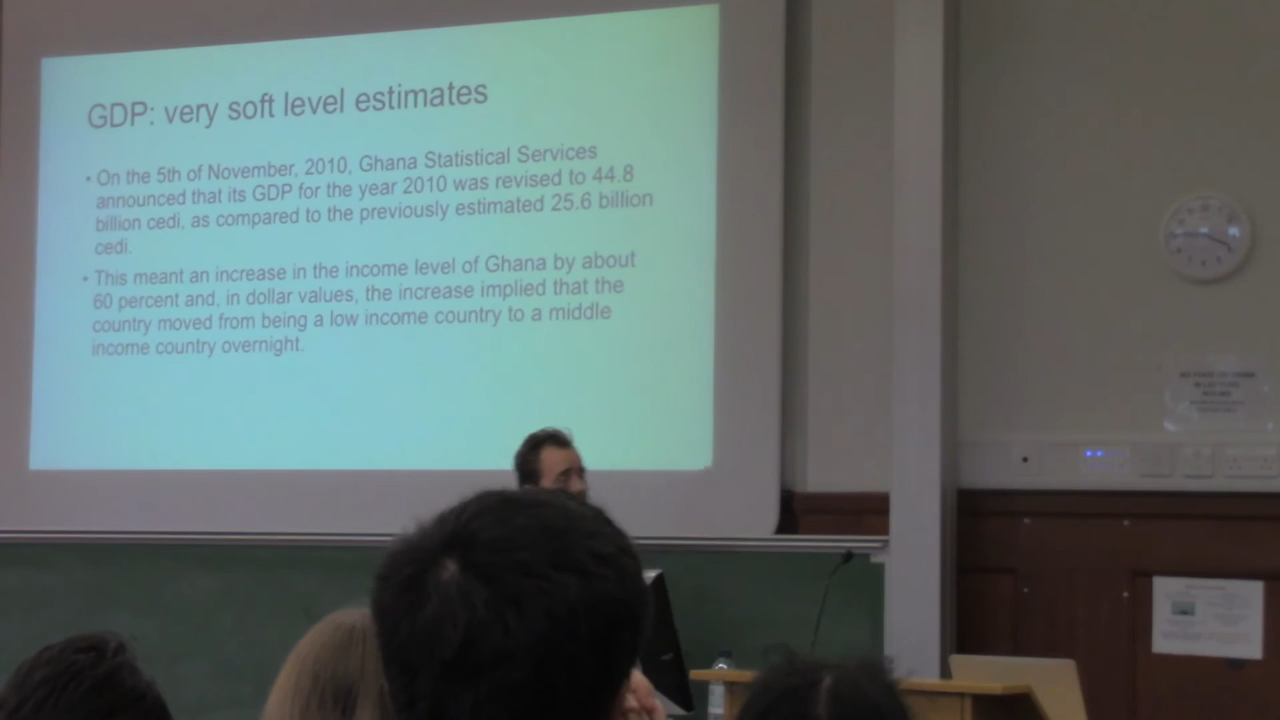 GDP: very soft level estimates
• On the 5th of November, 2010, Ghana Statistical Services
announced that its GDP for the year 2010 was revised to 44.8
billion cedi, as compared to the previously estimated 25.6 billion
cedi.
• This meant an increase in the income level of Ghana by about
60 percent and, in dollar values, the increase implied that the
country moved from being a low income country to a middle
income country overnight.